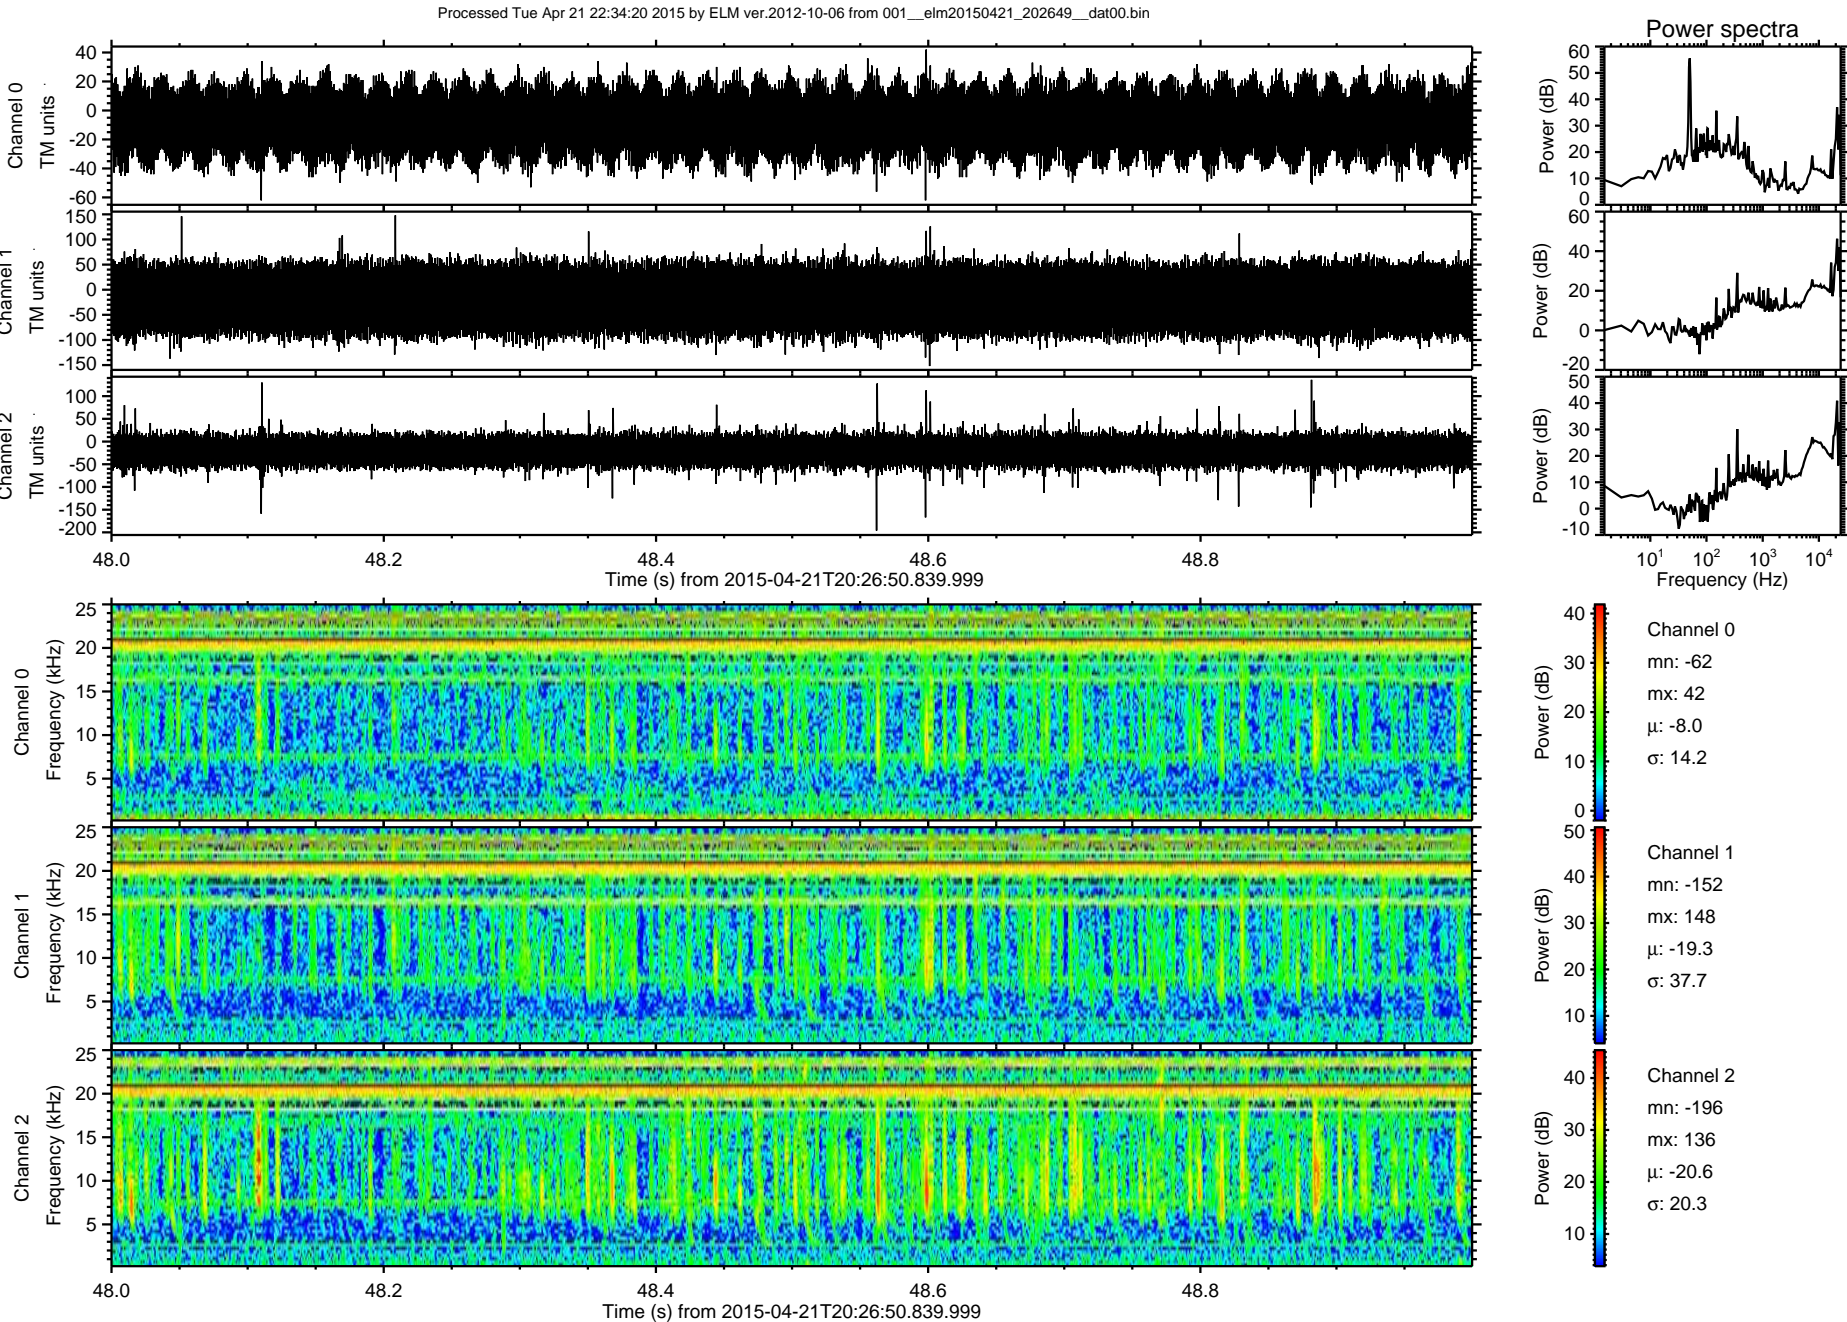 Processed Tue Apr 21 22:34:20 2015 by ELM ver.2012-10-06 from 001__elm20150421_202649__dat00.bin
Power spectra
Channel 0
TM units
40
20
0
-20
-40
-60
Power (dB)
60
50
40
30
20
10
0
Channel 1
TM units
150
100
50
0
-50
-100
-150
Power (dB)
60
40
20
0
-20
Channel 2
TM units
100
50
0
-50
-100
-150
-200
Power (dB)
50
40
30
20
10
0
-10
48.0 48.2 48.4 48.6 48.8
Time (s) from 2015-04-21T20:26:50.839.999
10^1 10^2 10^3 10^4
Frequency (Hz)
Channel 0
Frequency (kHz)
25
20
15
10
5
Power (dB)
40
30
20
10
0
Channel 0
mn: -62
mx: 42
μ: -8.0
σ: 14.2
Channel 1
Frequency (kHz)
25
20
15
10
5
Power (dB)
50
40
30
20
10
Channel 1
mn: -152
mx: 148
μ: -19.3
σ: 37.7
Channel 2
Frequency (kHz)
25
20
15
10
5
Power (dB)
40
30
20
10
Channel 2
mn: -196
mx: 136
μ: -20.6
σ: 20.3
48.0 48.2 48.4 48.6 48.8
Time (s) from 2015-04-21T20:26:50.839.999